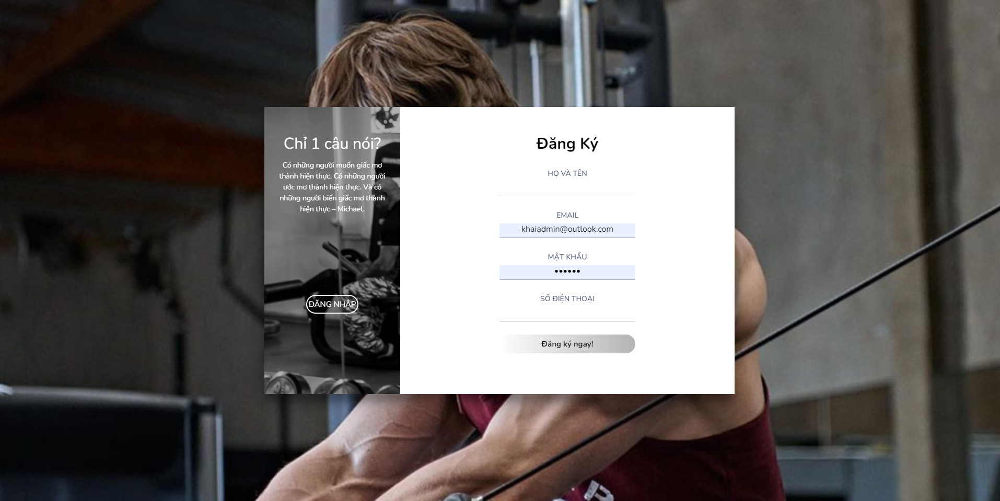 Chỉ 1 câu nói?
Có những người muốn giấc mơ
thành hiện thực. Có những người
ước mơ thành hiện thực. Và có
những người biến giấc mơ thành
hiện thực – Michael.
ĐĂNG NHẬP
Đăng Ký
HỌ VÀ TÊN
EMAIL
khaiadmin@outlook.com
MẬT KHẨU
••••••
SỐ ĐIỆN THOẠI
Đăng ký ngay!